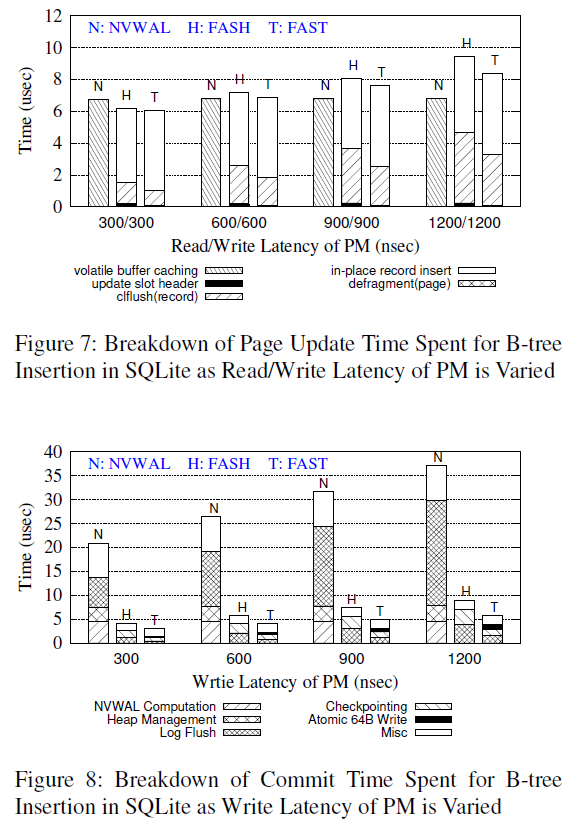 12
10
8
6
4
2
0
Time (usec)
N: NVWAL H: FASH T: FAST
N H T N H T N H T N H T
300/300 600/600 900/900 1200/1200
Read/Write Latency of PM (nsec)
volatile buffer caching
update slot header
clflush(record)
in-place record insert
defragment(page)
Figure 7: Breakdown of Page Update Time Spent for B-tree
Insertion in SQLite as Read/Write Latency of PM is Varied
40
35
30
25
20
15
10
5
0
Time (usec)
N: NVWAL H: FASH T: FAST
N H T N H T N H T N H T
300 600 900 1200
Wrtie Latency of PM (nsec)
NVWAL Computation
Heap Management
Log Flush
Checkpointing
Atomic 64B Write
Misc
Figure 8: Breakdown of Commit Time Spent for B-tree
Insertion in SQLite as Write Latency of PM is Varied